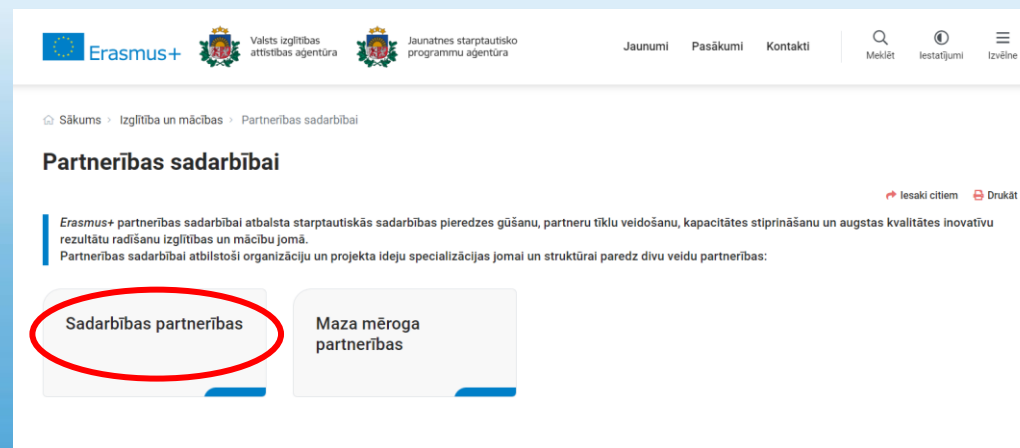 Erasmus+
Valsts izglītības
attīstības aģentūra
Jaunatnes starptautisko
programmu aģentūra
Jaunumi Pasākumi Kontakti
Meklēt Iestatījumi Izvēlne
Sākums > Izglītība un mācības > Partnerības sadarbībai
Partnerības sadarbībai
Iesaki citiem Drukāt
Erasmus+ partnerības sadarbībai atbalsta starptautiskās sadarbības pieredzes gūšanu, partneru tīklu veidošanu, kapacitātes stiprināšanu un augstas kvalitātes inovatīvu
rezultātu radīšanu izglītības un mācību jomā.
Partnerības sadarbībai atbilstoši organizāciju un projekta ideju specializācijas jomai un struktūrai paredz divu veidu partnerības:
Sadarbības partnerības
Maza mēroga
partnerības